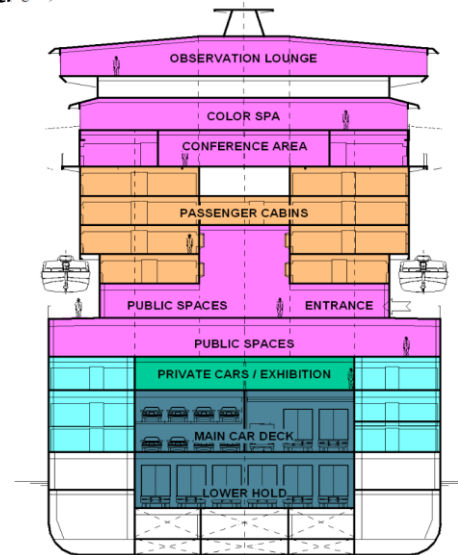 OBSERVATION LOUNGE
COLOR SPA
CONFERENCE AREA
PASSENGER CABINS
PUBLIC SPACES ENTRANCE
PUBLIC SPACES
PRIVATE CARS / EXHIBITION
MAIN CAR DECK
LOWER HOLD